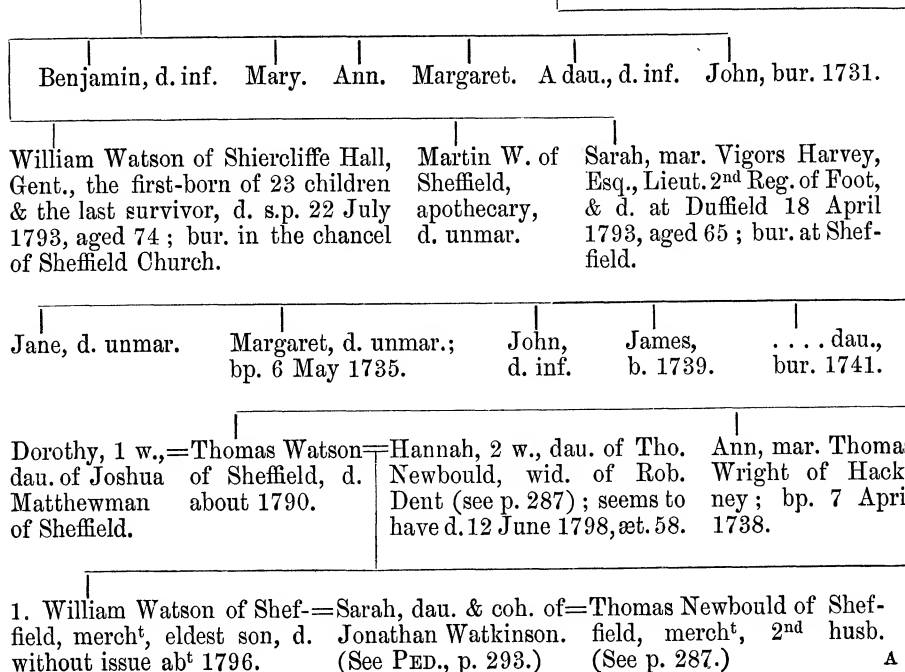 Benjamin, d. inf. Mary. Ann. Margaret. A dau., d. inf. John, bur. 1731.
William Watson of Shiercliffe Hall,
Gent., the first-born of 23 children
& the last survivor, d. s.p. 22 July
1793, aged 74 ; bur. in the chancel
of Sheffield Church.
Martin W. of
Sheffield,
apothecary,
d. unmar.
Sarah, mar. Vigors Harvey,
Esq., Lieut. 2nd Reg. of Foot,
& d. at Duffield 18 April
1793, aged 65 ; bur. at Shef-
field.
Jane, d. unmar.
Margaret, d. unmar.;
bp. 6 May 1735.
John,
d. inf.
James,
b. 1739.
. . . . dau.,
bur. 1741.
Dorothy, 1 w.,=
dau. of Joshua
Matthewman
of Sheffield.
Thomas Watson=
of Sheffield, d.
about 1790.
Hannah, 2 w., dau. of Tho.
Newbould, wid. of Rob.
Dent (see p. 287) ; seems to
have d. 12 June 1798, æt. 58.
Ann, mar. Thomas
Wright of Hack
ney ; bp. 7 Apri
1738.
1. William Watson of Shef-=
field, mercht, eldest son, d.
without issue abt 1796.
Sarah, dau. & coh. of=
Jonathan Watkinson.
(See PED., p. 293.)
Thomas Newbould of Shef-
field, mercht, 2nd husb.
(See p. 287.)
A